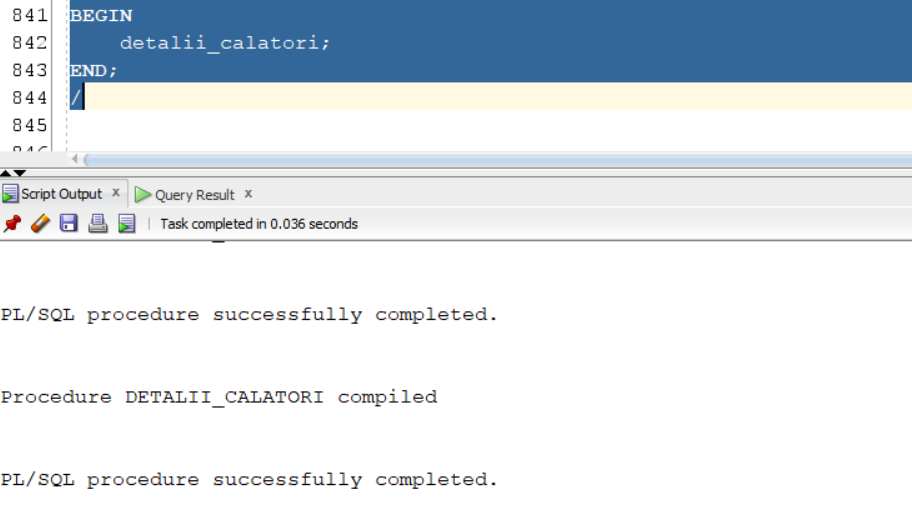 841 BEGIN
842 detalii_calatori;
843 END;
844 /
845
Script Output x Query Result x
Task completed in 0.036 seconds
PL/SQL procedure successfully completed.
Procedure DETALII_CALATORI compiled
PL/SQL procedure successfully completed.